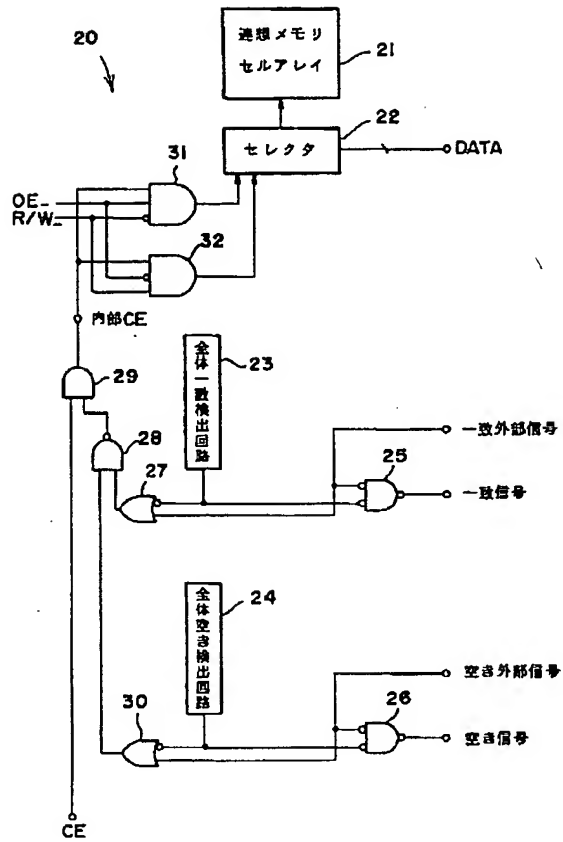 20
連想メモリ
セルアレイ
21
22
セレクタ
DATA
31
OE_
R/W_
32
内部CE
29
全体一致検出回路
23
28
27
一致外部信号
25
一致信号
全体空き検出回路
24
空き外部信号
30
26
空き信号
CE